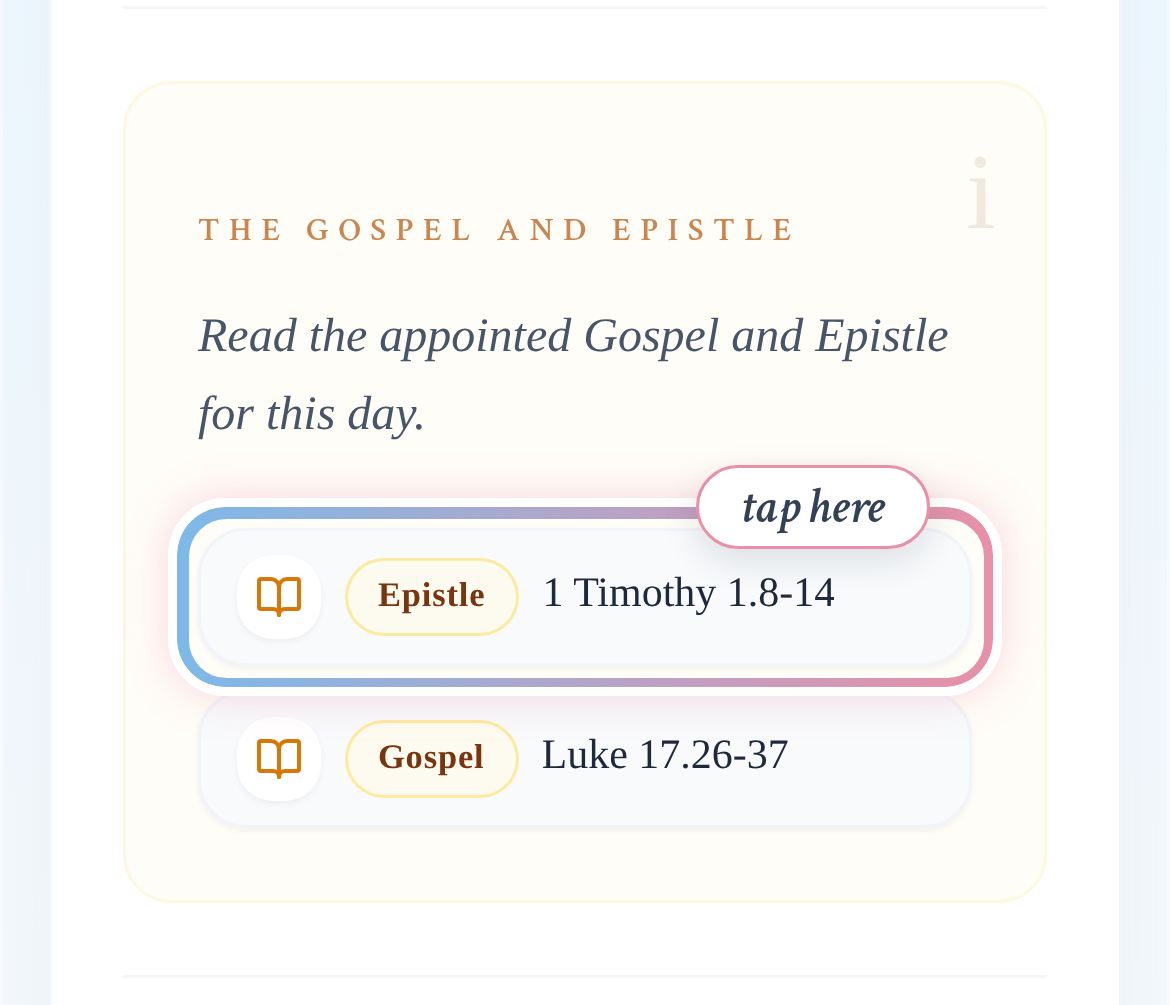 i
THE GOSPEL AND EPISTLE
Read the appointed Gospel and Epistle
for this day.
tap here
Epistle 1 Timothy 1.8-14
Gospel Luke 17.26-37